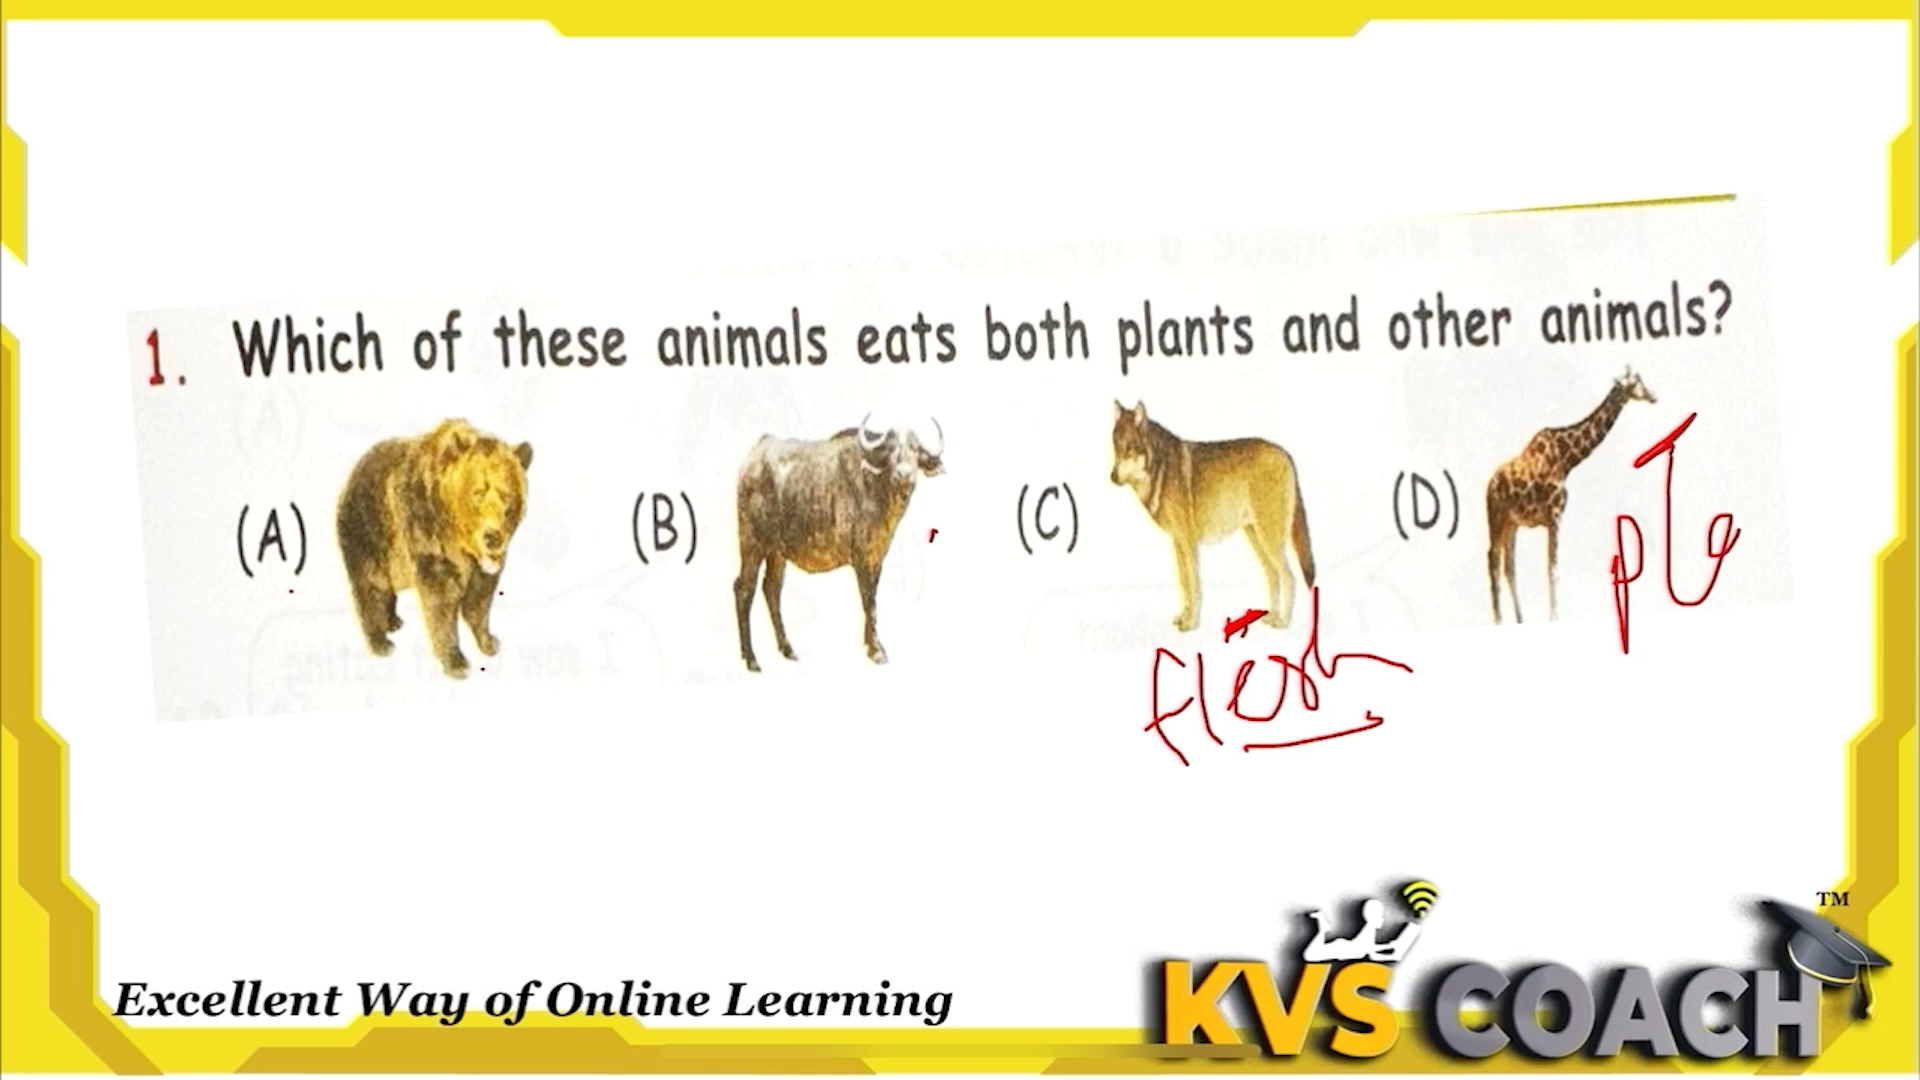 1. Which of these animals eats both plants and other animals?
(A) (B) (C) (D)
pla
flesh
Excellent Way of Online Learning
KVS COACH TM